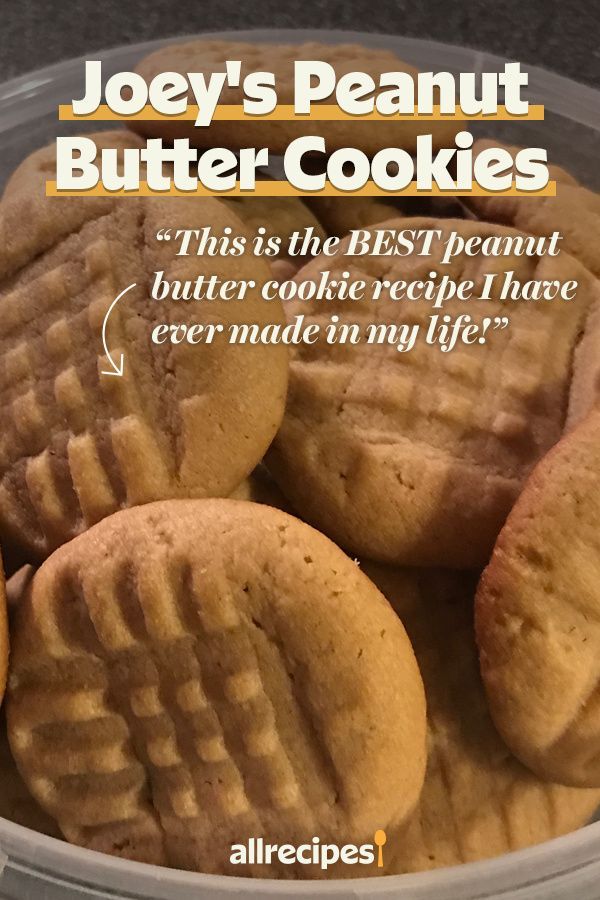 Joey's Peanut
Butter Cookies
“This is the BEST peanut
butter cookie recipe I have
ever made in my life!”
allrecipes